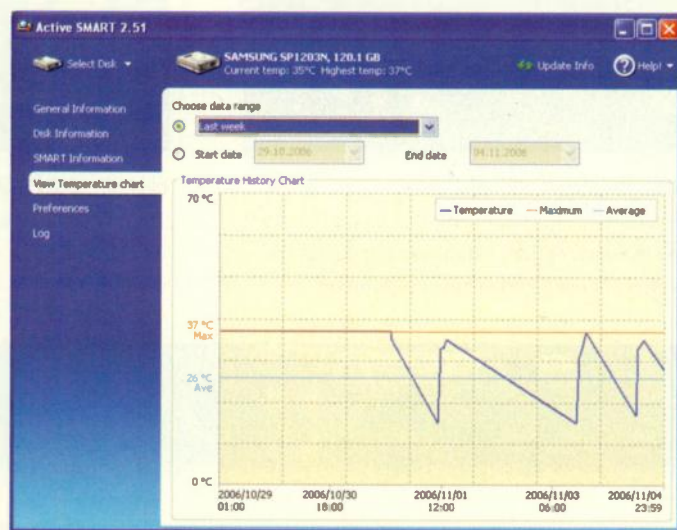 Active SMART 2.51
Select Disk
SAMSUNG SP1203N, 120.1 GB
Current temp: 35°C Highest temp: 37°C
Update Info
Help!
General Information
Disk Information
SMART Information
View Temperature chart
Preferences
Log
Choose data range
Last week
Start date
29.10.2006
End date
04.11.2006
Temperature History Chart
70 °C
Temperature
Maximum
Average
37 °C
Max
26 °C
Ave
0 °C
2006/10/29 2006/10/30 2006/11/01 2006/11/03 2006/11/04
01:00 18:00 12:00 06:00 23:59